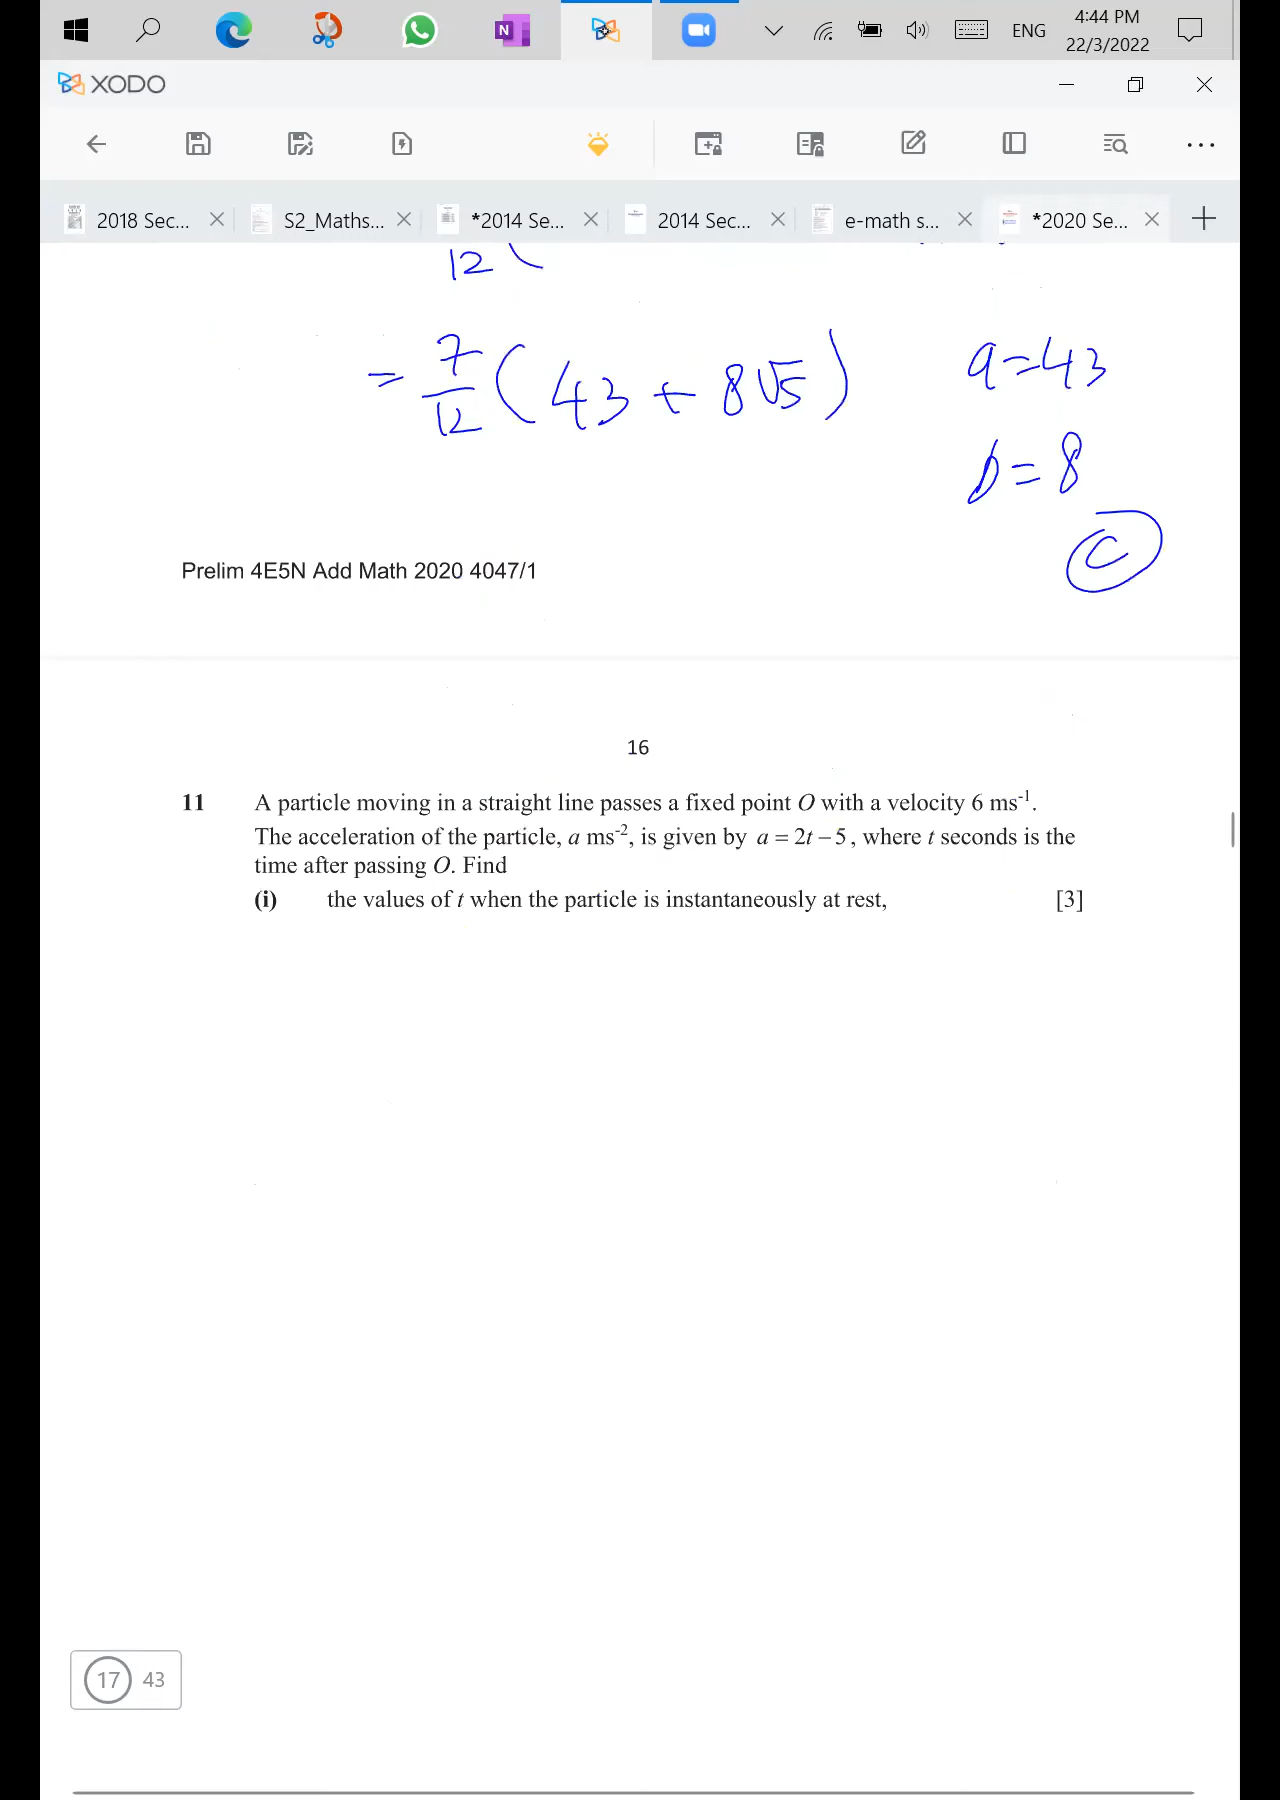 ENG
4:44 PM
22/3/2022
XODO
2018 Sec...
S2_Maths...
*2014 Se...
2014 Sec...
e-math s...
*2020 Se...
12 (
= 7/12 ( 43 + 8√5 )
a = 43
b = 8
C
Prelim 4E5N Add Math 2020 4047/1
16
11 A particle moving in a straight line passes a fixed point O with a velocity 6 ms⁻¹.
The acceleration of the particle, a ms⁻², is given by a = 2t – 5, where t seconds is the
time after passing O. Find
(i) the values of t when the particle is instantaneously at rest, [3]
17 43